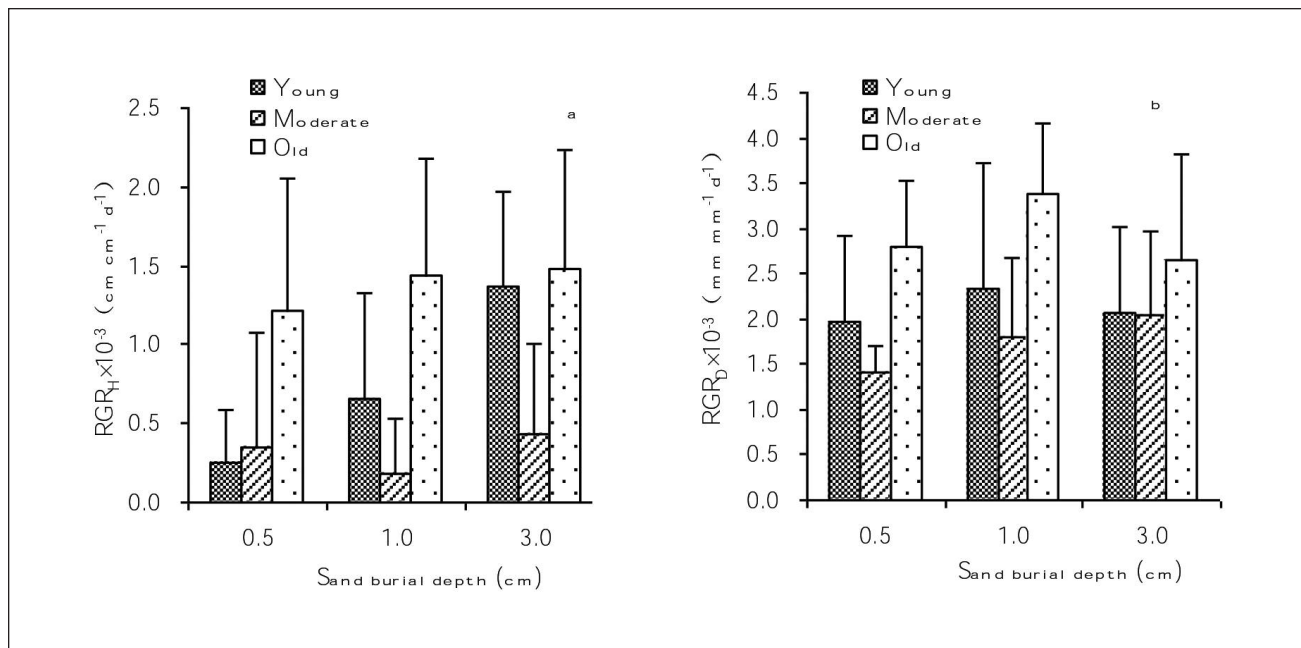 Young
Moderate
Old
a
2.5
2.0
1.5
1.0
0.5
0.0
RGR_H×10⁻³ (cm cm⁻¹ d⁻¹)
0.5 1.0 3.0
Sand burial depth (cm)
Young
Moderate
Old
b
4.5
4.0
3.5
3.0
2.5
2.0
1.5
1.0
0.5
0.0
RGR_D×10⁻³ (mm mm⁻¹ d⁻¹)
0.5 1.0 3.0
Sand burial depth (cm)